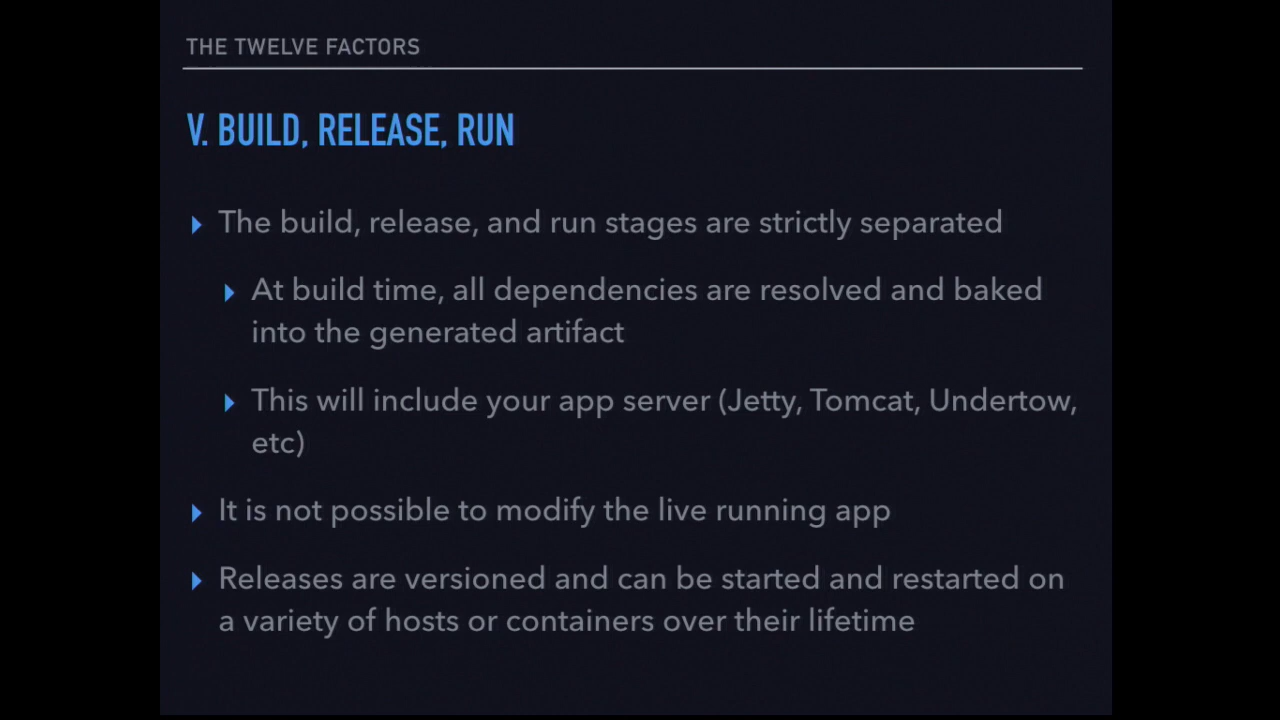 THE TWELVE FACTORS
V. BUILD, RELEASE, RUN
The build, release, and run stages are strictly separated
At build time, all dependencies are resolved and baked
into the generated artifact
This will include your app server (Jetty, Tomcat, Undertow,
etc)
It is not possible to modify the live running app
Releases are versioned and can be started and restarted on
a variety of hosts or containers over their lifetime